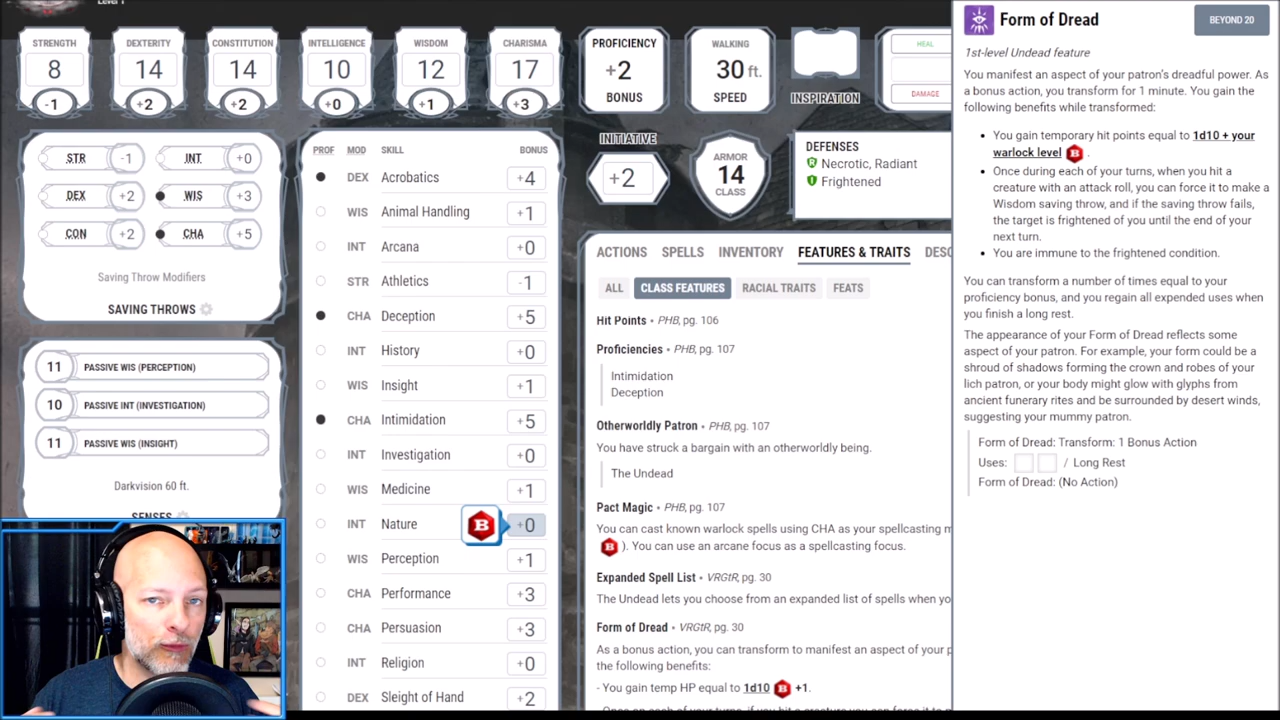 STRENGTH
8
-1
DEXTERITY
14
+2
CONSTITUTION
14
+2
INTELLIGENCE
10
+0
WISDOM
12
+1
CHARISMA
17
+3
PROFICIENCY
+2
BONUS
WALKING
30 ft.
SPEED
INSPIRATION
HEAL
DAMAGE
STR -1
INT +0
DEX +2
WIS +3
CON +2
CHA +5
Saving Throw Modifiers
SAVING THROWS
11 PASSIVE WIS (PERCEPTION)
10 PASSIVE INT (INVESTIGATION)
11 PASSIVE WIS (INSIGHT)
Darkvision 60 ft.
SENSES
PROF MOD SKILL BONUS
DEX Acrobatics +4
WIS Animal Handling +1
INT Arcana +0
STR Athletics -1
CHA Deception +5
INT History +0
WIS Insight +1
CHA Intimidation +5
INT Investigation +0
WIS Medicine +1
INT Nature B +0
WIS Perception +1
CHA Performance +3
CHA Persuasion +3
INT Religion +0
DEX Sleight of Hand +2
INITIATIVE
+2
ARMOR
14
CLASS
DEFENSES
R Necrotic, Radiant
I Frightened
ACTIONS SPELLS INVENTORY FEATURES & TRAITS DESC
ALL CLASS FEATURES RACIAL TRAITS FEATS
Hit Points • PHB, pg. 106
Proficiencies • PHB, pg. 107
Intimidation
Deception
Otherworldly Patron • PHB, pg. 107
You have struck a bargain with an otherworldly being.
The Undead
Pact Magic • PHB, pg. 107
You can cast known warlock spells using CHA as your spellcasting m
B ). You can use an arcane focus as a spellcasting focus.
Expanded Spell List • VRGtR, pg. 30
The Undead lets you choose from an expanded list of spells when yo
Form of Dread • VRGtR, pg. 30
As a bonus action, you can transform to manifest an aspect of your p
the following benefits:
- You gain temp HP equal to 1d10 B +1.
Form of Dread
BEYOND 20
1st-level Undead feature
You manifest an aspect of your patron's dreadful power. As
a bonus action, you transform for 1 minute. You gain the
following benefits while transformed:
• You gain temporary hit points equal to 1d10 + your
warlock level B .
• Once during each of your turns, when you hit a
creature with an attack roll, you can force it to make a
Wisdom saving throw, and if the saving throw fails,
the target is frightened of you until the end of your
next turn.
• You are immune to the frightened condition.
You can transform a number of times equal to your
proficiency bonus, and you regain all expended uses when
you finish a long rest.
The appearance of your Form of Dread reflects some
aspect of your patron. For example, your form could be a
shroud of shadows forming the crown and robes of your
lich patron, or your body might glow with glyphs from
ancient funerary rites and be surrounded by desert winds,
suggesting your mummy patron.
Form of Dread: Transform: 1 Bonus Action
Uses: / Long Rest
Form of Dread: (No Action)